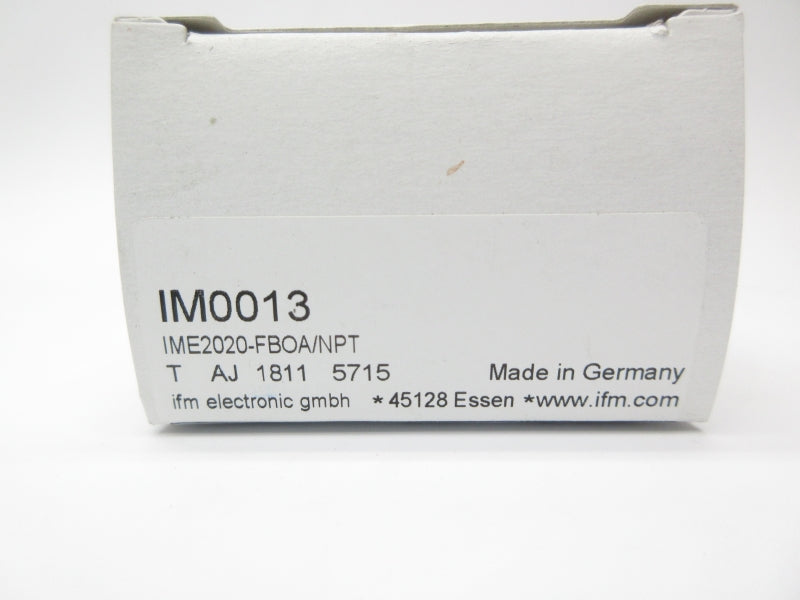 IM0013
IME2020-FBOA/NPT
T AJ 1811 5715 Made in Germany
ifm electronic gmbh * 45128 Essen *www.ifm.com